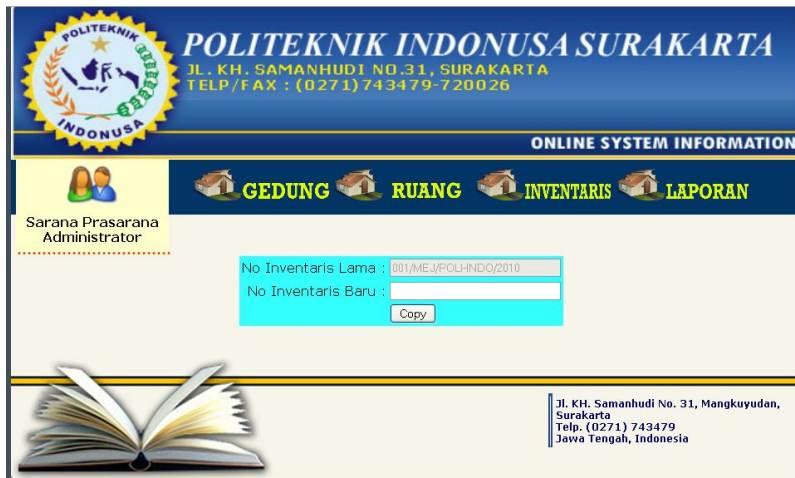 POLITEKNIK
INDONUSA
POLITEKNIK INDONUSA SURAKARTA
JL. KH. SAMANHUDI NO.31, SURAKARTA
TELP/FAX : (0271)743479-720026
ONLINE SYSTEM INFORMATION
GEDUNG RUANG INVENTARIS LAPORAN
Sarana Prasarana
Administrator
No Inventaris Lama : 001/MEJ/POLI-INDO/2010
No Inventaris Baru :
Copy
Jl. KH. Samanhudi No. 31, Mangkuyudan,
Surakarta
Telp. (0271) 743479
Jawa Tengah, Indonesia